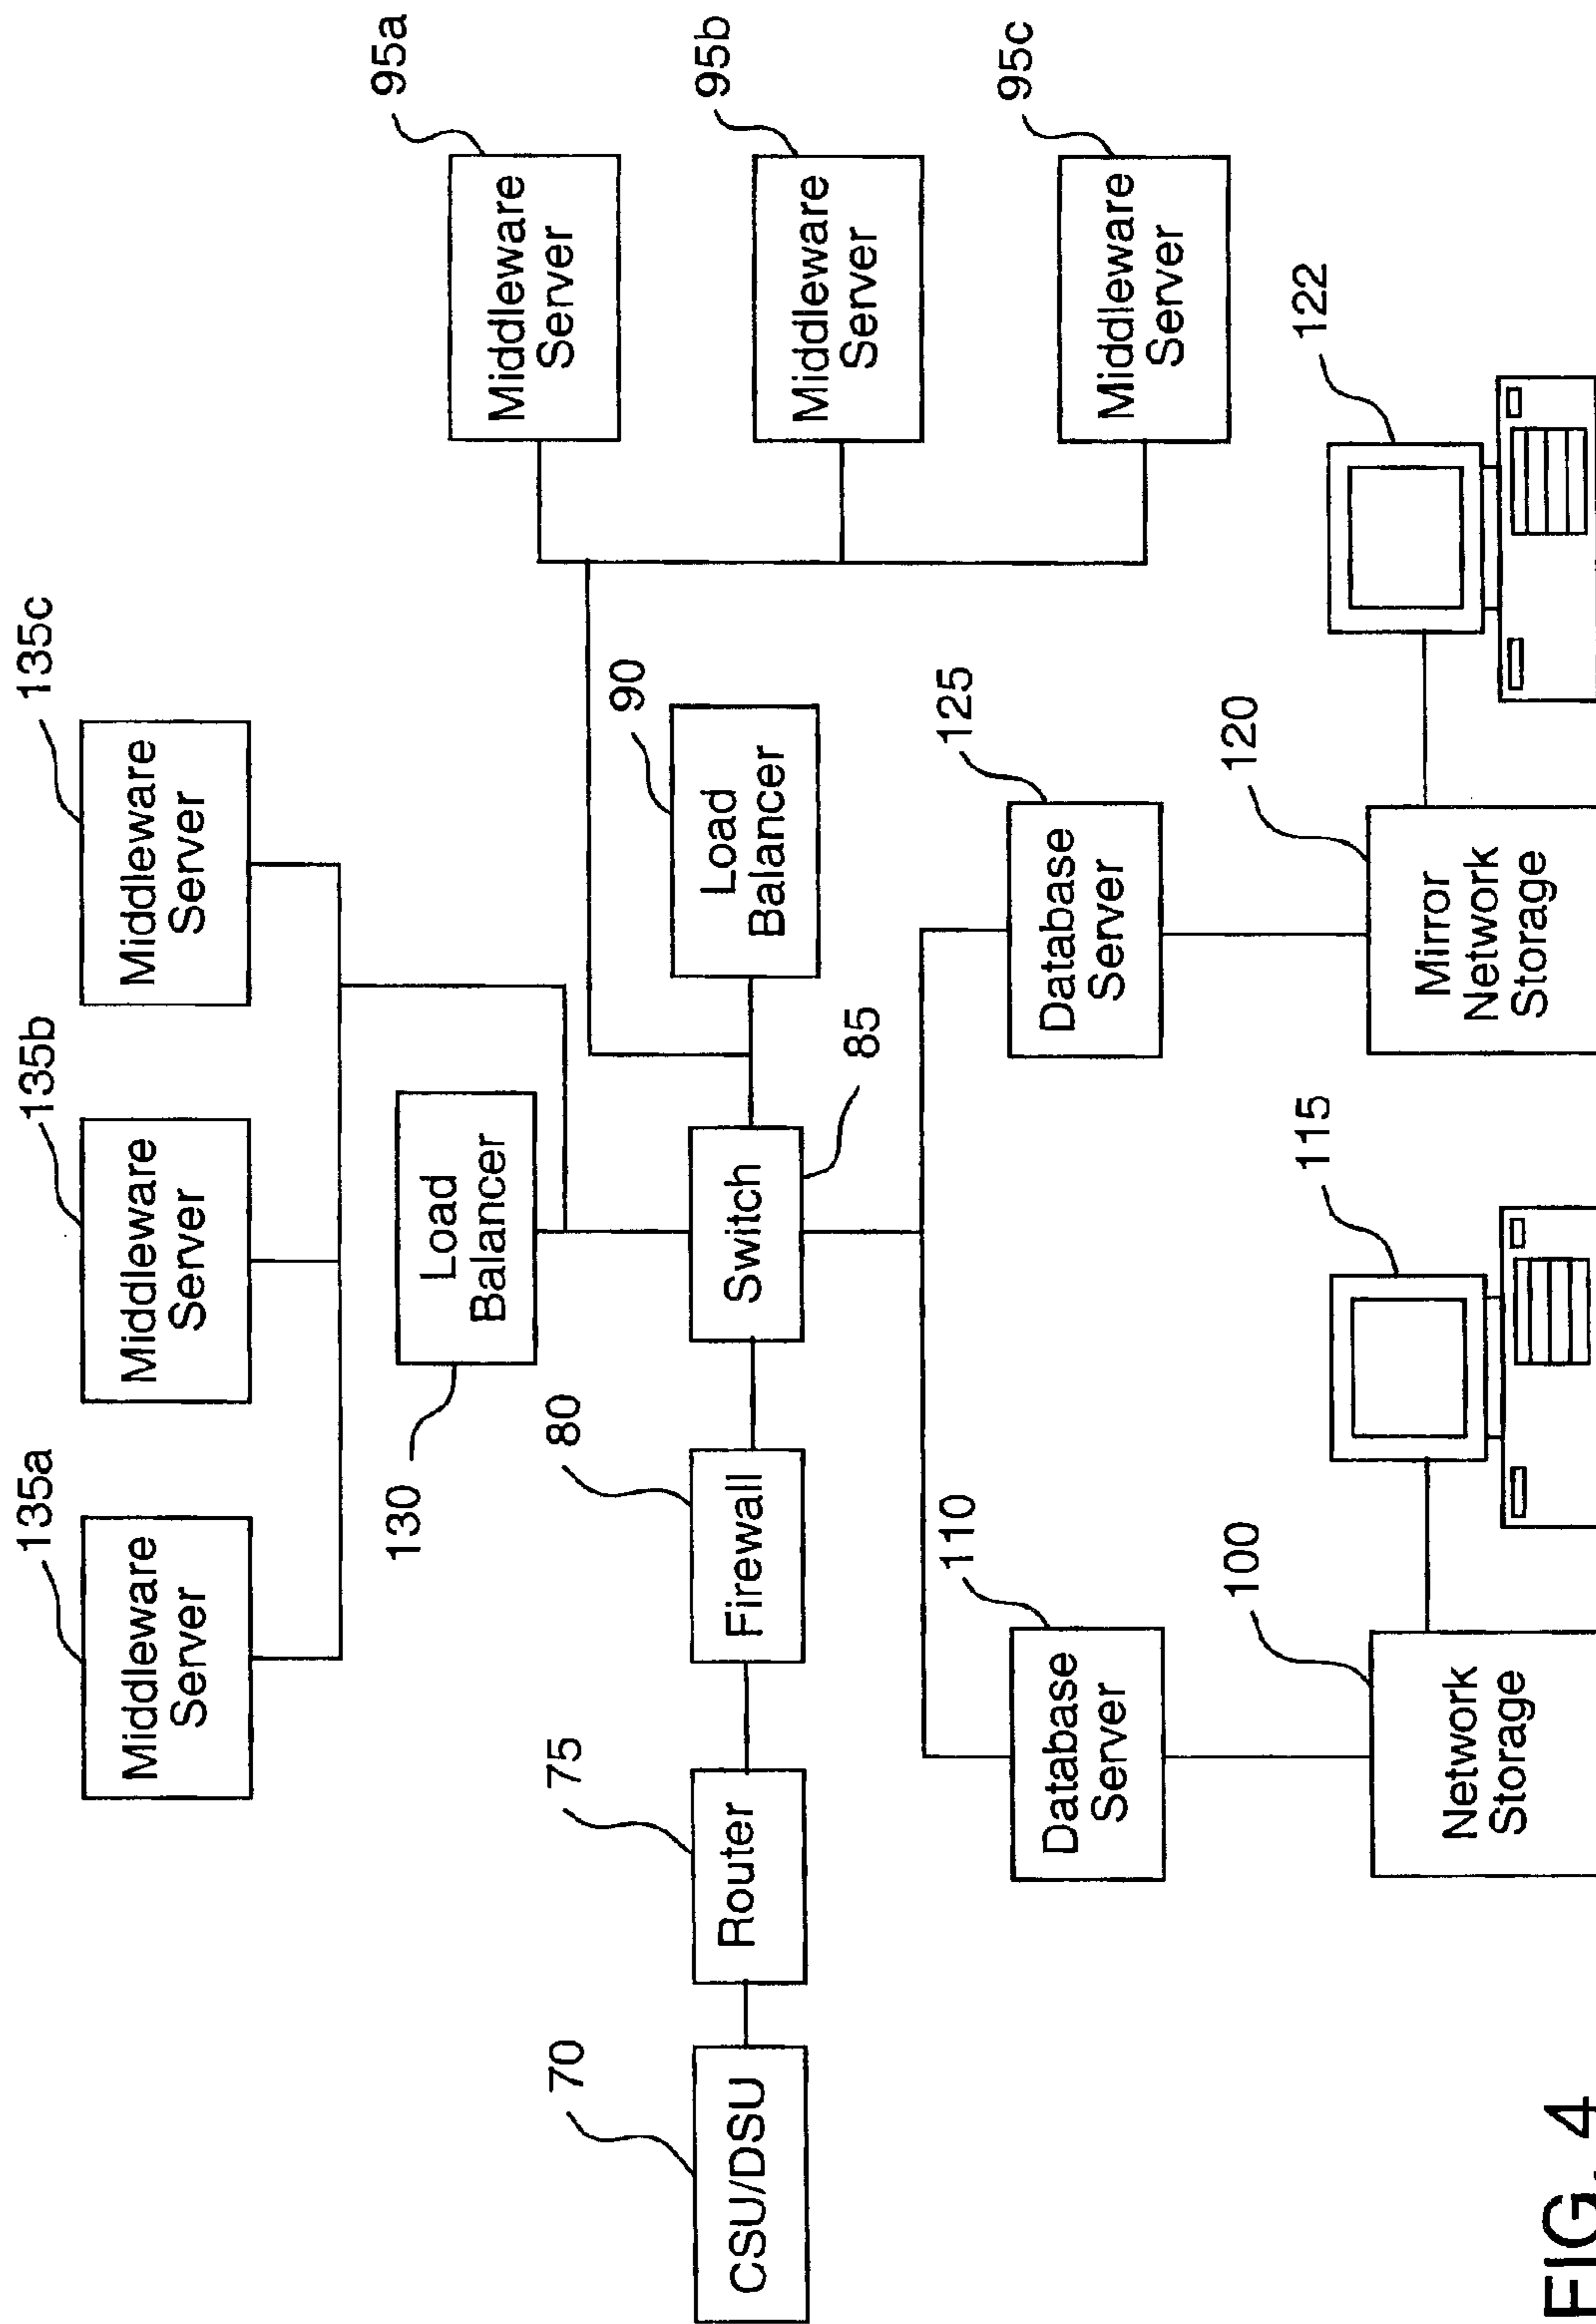 135a
135b
135c
Middleware
Server
Middleware
Server
Middleware
Server
95a
Middleware
Server
95b
Middleware
Server
95c
Middleware
Server
130
Load
Balancer
90
Load
Balancer
70
CSU/DSU
75
Router
80
Firewall
Switch
85
110
Database
Server
125
Database
Server
100
Network
Storage
115
120
Mirror
Network
Storage
122
FIG. 4